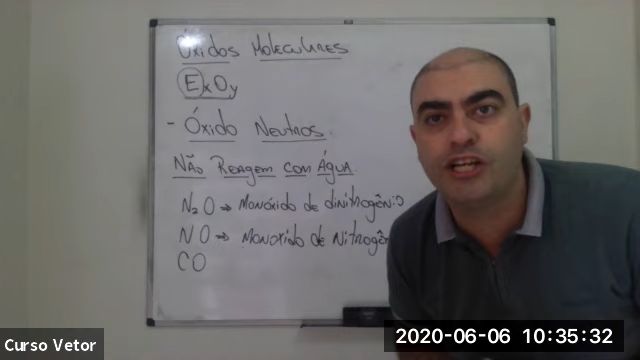 Óxidos Moleculares
ExOy
- Óxido Neutros.
Não Reagem com Água
N₂O → Monóxido de dinitrogênio
NO → Monoxido de Nitrogên
CO
Curso Vetor
2020-06-06 10:35:32